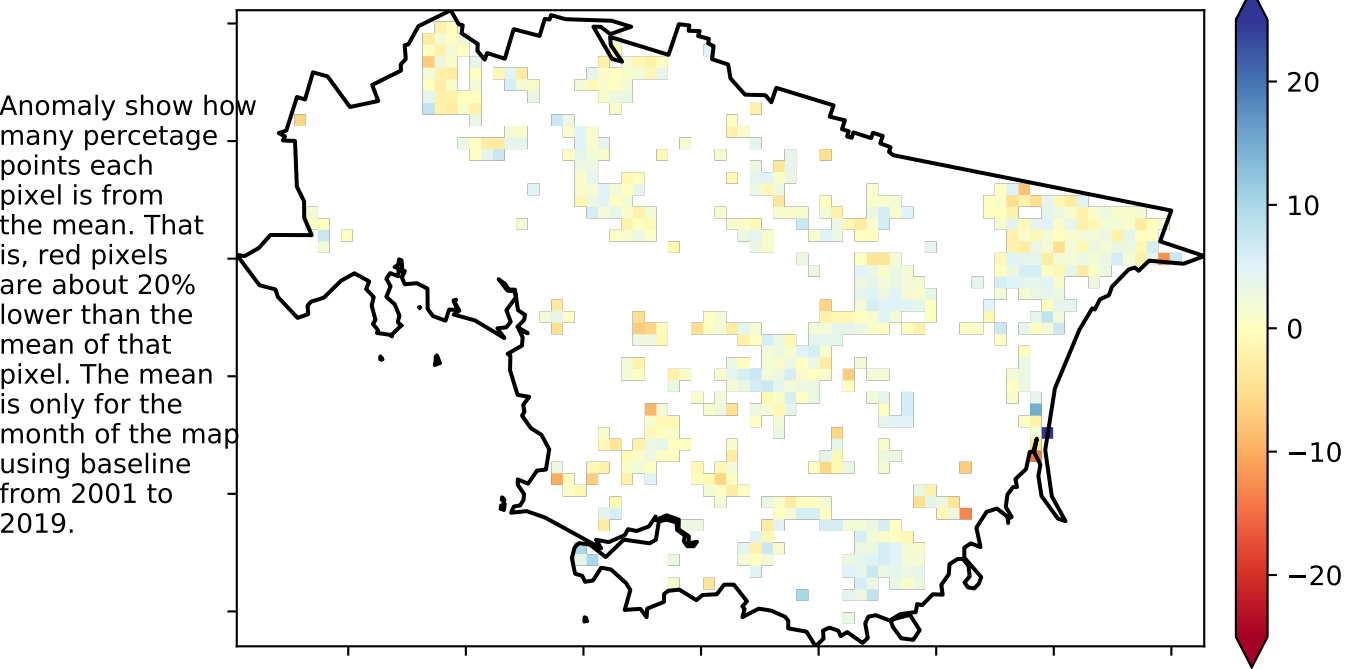 Anomaly show how
many percetage
points each
pixel is from
the mean. That
is, red pixels
are about 20%
lower than the
mean of that
pixel. The mean
is only for the
month of the map
using baseline
from 2001 to
2019.
20
10
0
−10
−20